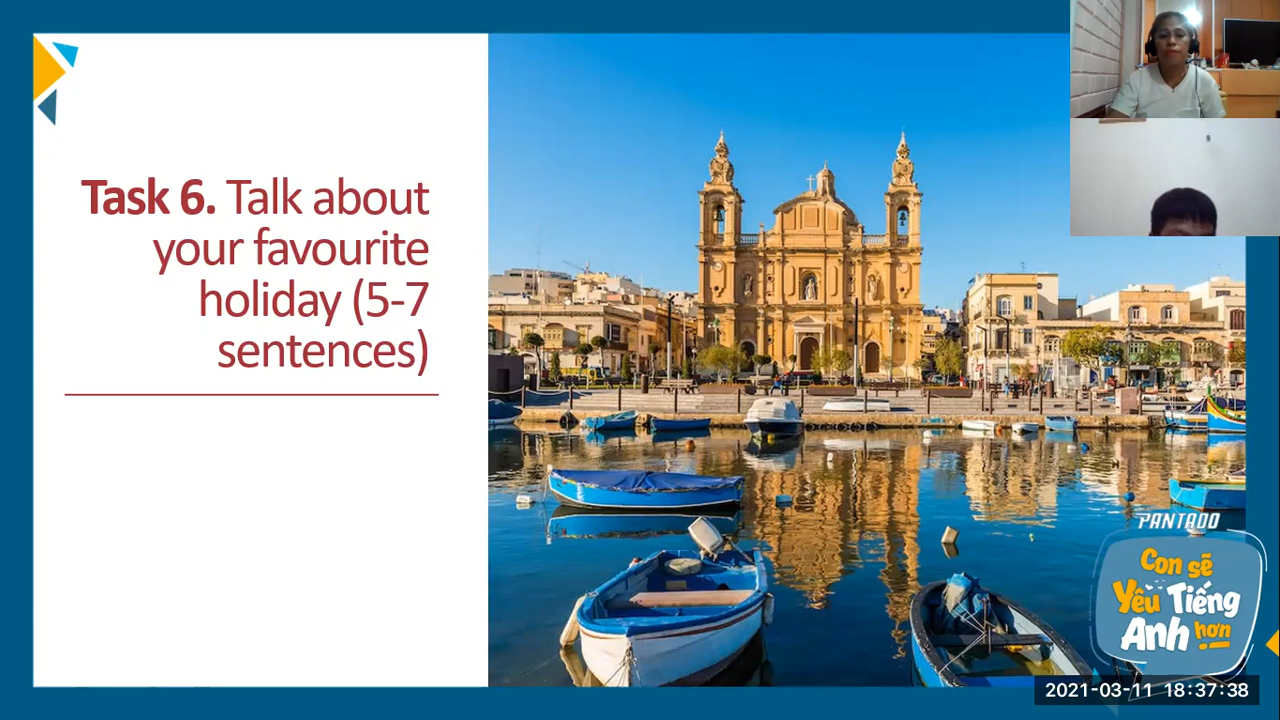 Task 6. Talk about
your favourite
holiday (5-7
sentences)
PANTADO
Con sẽ
Yêu Tiếng
Anh hơn
2021-03-11 18:37:38